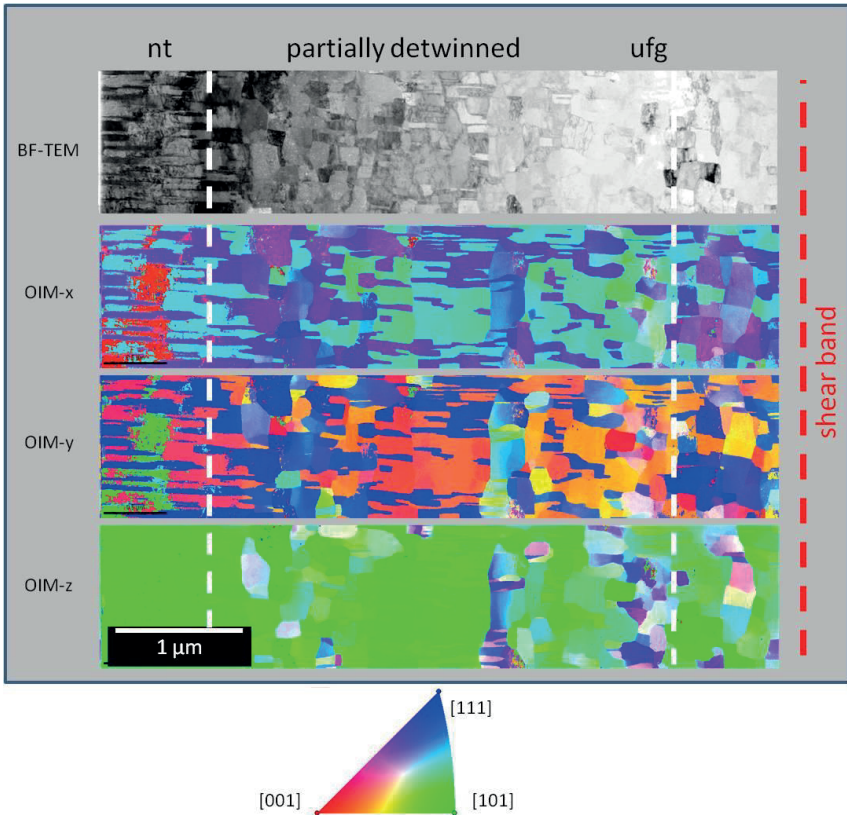 nt partially detwinned ufg
BF-TEM
OIM-x
OIM-y
OIM-z
1 µm
shear band
[111]
[001]
[101]